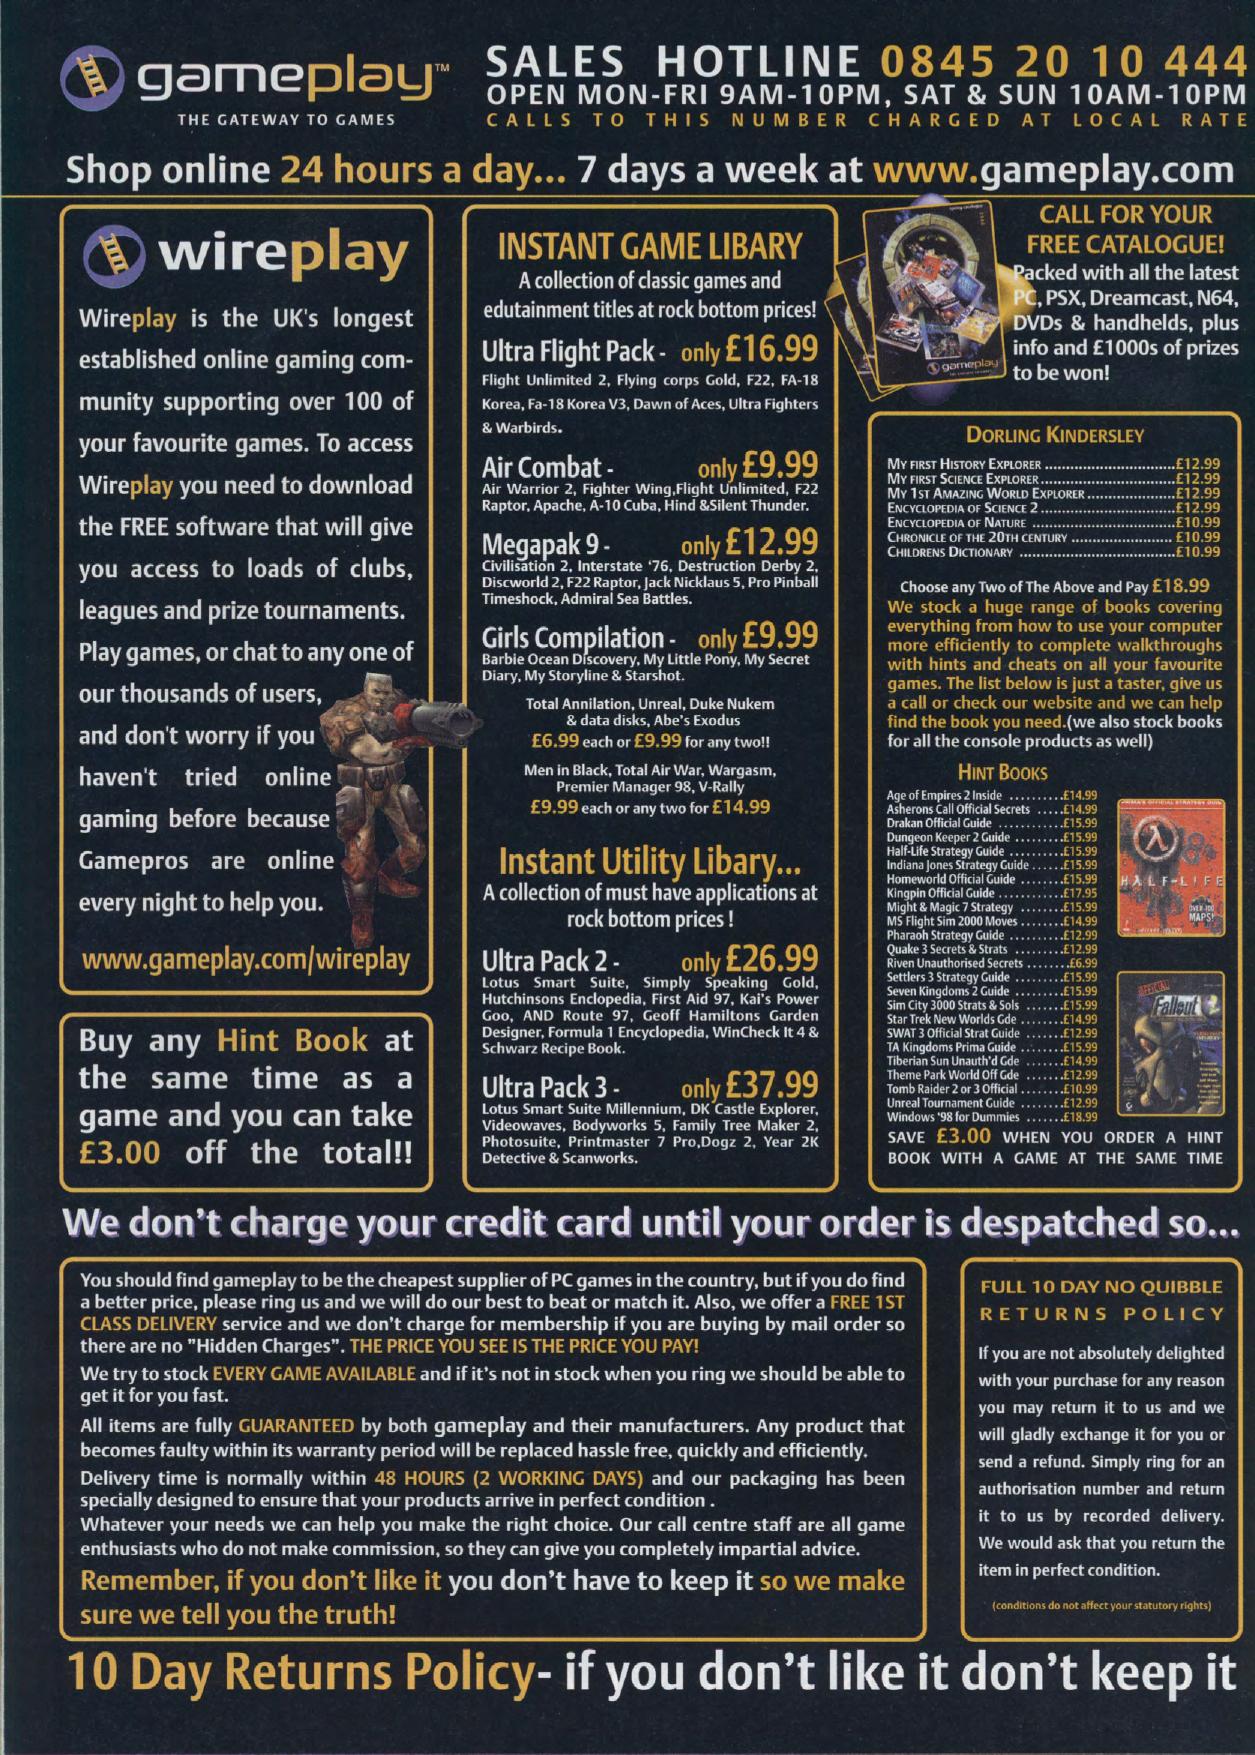 gameplay™
THE GATEWAY TO GAMES
SALES HOTLINE 0845 20 10 444
OPEN MON-FRI 9AM-10PM, SAT & SUN 10AM-10PM
CALLS TO THIS NUMBER CHARGED AT LOCAL RATE
Shop online 24 hours a day... 7 days a week at www.gameplay.com
wireplay
Wireplay is the UK's longest
established online gaming com-
munity supporting over 100 of
your favourite games. To access
Wireplay you need to download
the FREE software that will give
you access to loads of clubs,
leagues and prize tournaments.
Play games, or chat to any one of
our thousands of users,
and don't worry if you
haven't tried online
gaming before because
Gamepros are online
every night to help you.
www.gameplay.com/wireplay
Buy any Hint Book at
the same time as a
game and you can take
£3.00 off the total!!
INSTANT GAME LIBARY
A collection of classic games and
edutainment titles at rock bottom prices!
Ultra Flight Pack - only £16.99
Flight Unlimited 2, Flying corps Gold, F22, FA-18
Korea, Fa-18 Korea V3, Dawn of Aces, Ultra Fighters
& Warbirds.
Air Combat - only £9.99
Air Warrior 2, Fighter Wing,Flight Unlimited, F22
Raptor, Apache, A-10 Cuba, Hind &Silent Thunder.
Megapak 9 - only £12.99
Civilisation 2, Interstate '76, Destruction Derby 2,
Discworld 2, F22 Raptor, Jack Nicklaus 5, Pro Pinball
Timeshock, Admiral Sea Battles.
Girls Compilation - only £9.99
Barbie Ocean Discovery, My Little Pony, My Secret
Diary, My Storyline & Starshot.
Total Annilation, Unreal, Duke Nukem
& data disks, Abe's Exodus
£6.99 each or £9.99 for any two!!
Men in Black, Total Air War, Wargasm,
Premier Manager 98, V-Rally
£9.99 each or any two for £14.99
Instant Utility Libary...
A collection of must have applications at
rock bottom prices !
Ultra Pack 2 - only £26.99
Lotus Smart Suite, Simply Speaking Gold,
Hutchinsons Enclopedia, First Aid 97, Kai's Power
Goo, AND Route 97, Geoff Hamiltons Garden
Designer, Formula 1 Encyclopedia, WinCheck It 4 &
Schwarz Recipe Book.
Ultra Pack 3 - only £37.99
Lotus Smart Suite Millennium, DK Castle Explorer,
Videowaves, Bodyworks 5, Family Tree Maker 2,
Photosuite, Printmaster 7 Pro,Dogz 2, Year 2K
Detective & Scanworks.
gameplay
CALL FOR YOUR
FREE CATALOGUE!
Packed with all the latest
PC, PSX, Dreamcast, N64,
DVDs & handhelds, plus
info and £1000s of prizes
to be won!
DORLING KINDERSLEY
MY FIRST HISTORY EXPLORER ...............................£12.99
MY FIRST SCIENCE EXPLORER................................£12.99
MY 1ST AMAZING WORLD EXPLORER.....................£12.99
ENCYCLOPEDIA OF SCIENCE 2................................£12.99
ENCYCLOPEDIA OF NATURE ..................................£10.99
CHRONICLE OF THE 20TH CENTURY ........................£10.99
CHILDRENS DICTIONARY .....................................£10.99
Choose any Two of The Above and Pay £18.99
We stock a huge range of books covering
everything from how to use your computer
more efficiently to complete walkthroughs
with hints and cheats on all your favourite
games. The list below is just a taster, give us
a call or check our website and we can help
find the book you need.(we also stock books
for all the console products as well)
HINT BOOKS
Age of Empires 2 Inside ..........£14.99
Asherons Call Official Secrets .....£14.99
Drakan Official Guide ............£15.99
Dungeon Keeper 2 Guide ........£15.99
Half-Life Strategy Guide .........£15.99
Indiana Jones Strategy Guide.....£15.99
Homeworld Official Guide .......£15.99
Kingpin Official Guide ...........£17.95
Might & Magic 7 Strategy .......£15.99
MS Flight Sim 2000 Moves .......£14.99
Pharaoh Strategy Guide ..........£12.99
Quake 3 Secrets & Strats ........£12.99
Riven Unauthorised Secrets .......£6.99
Settlers 3 Strategy Guide ........£15.99
Seven Kingdoms 2 Guide ........£15.99
Sim City 3000 Strats & Sols ......£15.99
Star Trek New Worlds Gde .......£14.99
SWAT 3 Official Strat Guide ......£12.99
TA Kingdoms Prima Guide .......£15.99
Tiberian Sun Unauth'd Gde ......£14.99
Theme Park World Off Gde ......£12.99
Tomb Raider 2 or 3 Official .......£10.99
Unreal Tournament Guide .......£12.99
Windows '98 for Dummies .......£18.99
PRIMA'S OFFICIAL STRATEGY GUIDE
HALF-LIFE
OVER 100
MAPS!
OFFICIAL
Fallout 2
SAVE £3.00 WHEN YOU ORDER A HINT
BOOK WITH A GAME AT THE SAME TIME
We don't charge your credit card until your order is despatched so...
You should find gameplay to be the cheapest supplier of PC games in the country, but if you do find
a better price, please ring us and we will do our best to beat or match it. Also, we offer a FREE 1ST
CLASS DELIVERY service and we don't charge for membership if you are buying by mail order so
there are no "Hidden Charges". THE PRICE YOU SEE IS THE PRICE YOU PAY!
We try to stock EVERY GAME AVAILABLE and if it's not in stock when you ring we should be able to
get it for you fast.
All items are fully GUARANTEED by both gameplay and their manufacturers. Any product that
becomes faulty within its warranty period will be replaced hassle free, quickly and efficiently.
Delivery time is normally within 48 HOURS (2 WORKING DAYS) and our packaging has been
specially designed to ensure that your products arrive in perfect condition .
Whatever your needs we can help you make the right choice. Our call centre staff are all game
enthusiasts who do not make commission, so they can give you completely impartial advice.
Remember, if you don't like it you don't have to keep it so we make
sure we tell you the truth!
FULL 10 DAY NO QUIBBLE
RETURNS POLICY
If you are not absolutely delighted
with your purchase for any reason
you may return it to us and we
will gladly exchange it for you or
send a refund. Simply ring for an
authorisation number and return
it to us by recorded delivery.
We would ask that you return the
item in perfect condition.
(conditions do not affect your statutory rights)
10 Day Returns Policy- if you don't like it don't keep it